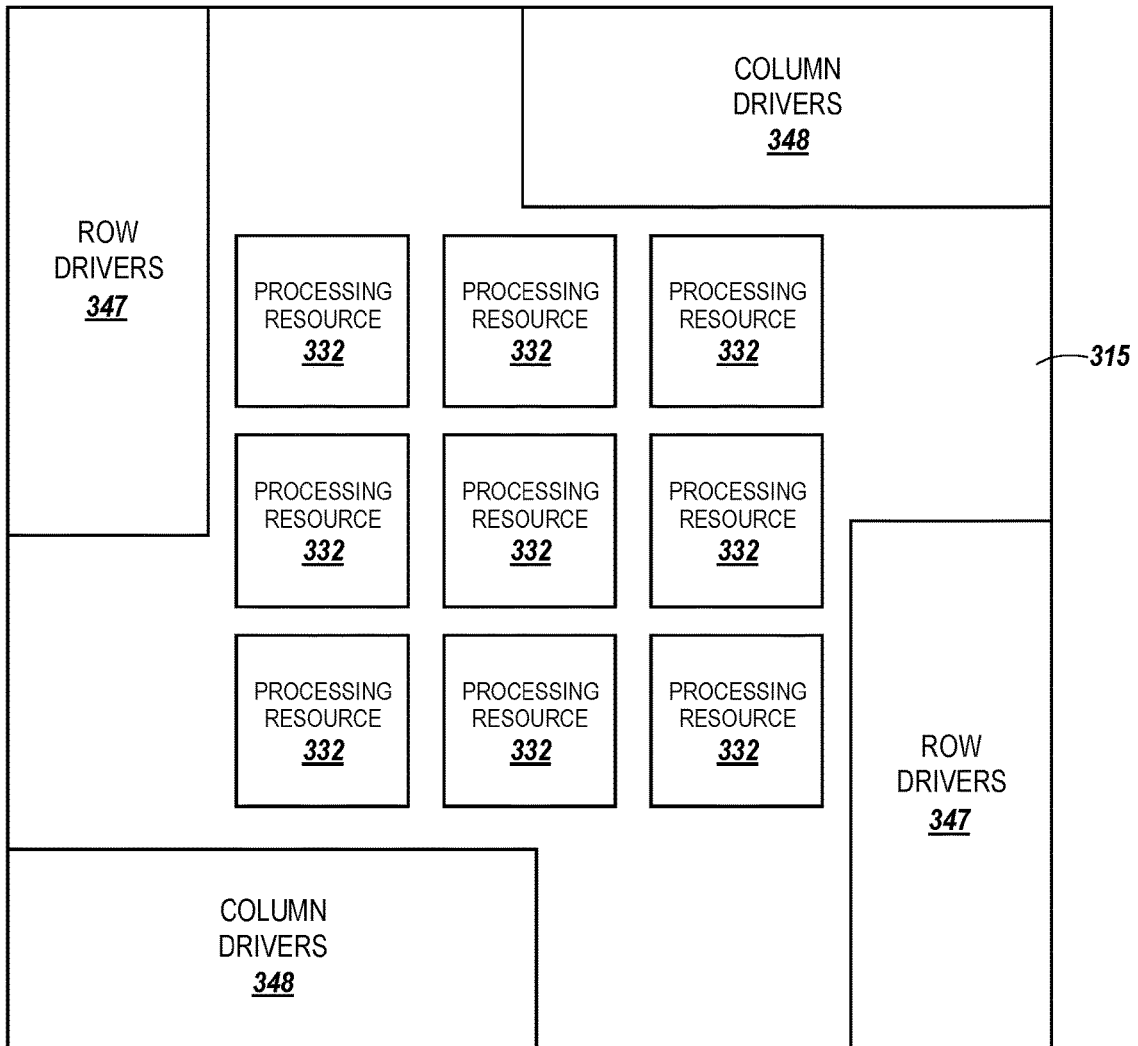 COLUMN
DRIVERS
348
ROW
DRIVERS
347
PROCESSING
RESOURCE
332
PROCESSING
RESOURCE
332
PROCESSING
RESOURCE
332
315
PROCESSING
RESOURCE
332
PROCESSING
RESOURCE
332
PROCESSING
RESOURCE
332
PROCESSING
RESOURCE
332
PROCESSING
RESOURCE
332
PROCESSING
RESOURCE
332
ROW
DRIVERS
347
COLUMN
DRIVERS
348